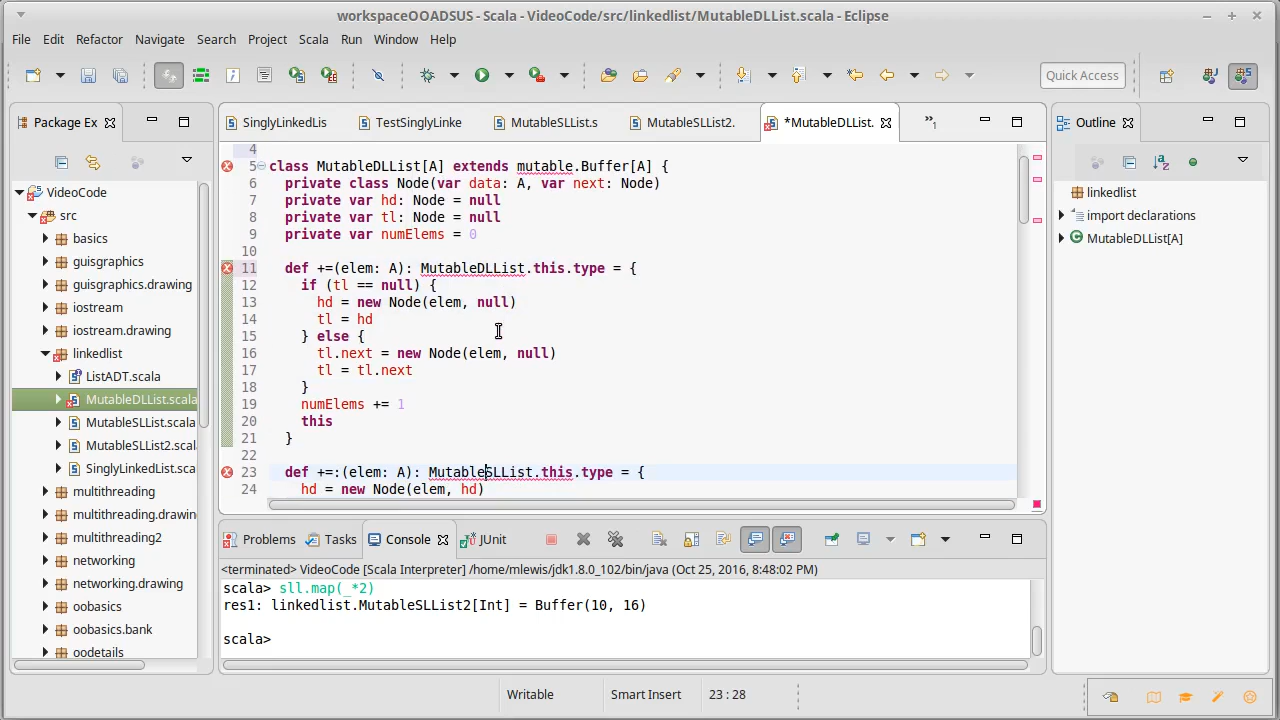 workspaceOOADSUS - Scala - VideoCode/src/linkedlist/MutableDLList.scala - Eclipse
File Edit Refactor Navigate Search Project Scala Run Window Help
Quick Access
Package Ex
SinglyLinkedLis TestSinglyLinke MutableSLList.s MutableSLList2. *MutableDLList. »1
Outline
VideoCode
src
basics
guisgraphics
guisgraphics.drawing
iostream
iostream.drawing
linkedlist
ListADT.scala
MutableDLList.scala
MutableSLList.scala
MutableSLList2.scal
SinglyLinkedList.sca
multithreading
multithreading.drawin
multithreading2
networking
networking.drawing
oobasics
oobasics.bank
oodetails
4
5 class MutableDLList[A] extends mutable.Buffer[A] {
6 private class Node(var data: A, var next: Node)
7 private var hd: Node = null
8 private var tl: Node = null
9 private var numElems = 0
10
11 def +=(elem: A): MutableDLList.this.type = {
12 if (tl == null) {
13 hd = new Node(elem, null)
14 tl = hd
15 } else {
16 tl.next = new Node(elem, null)
17 tl = tl.next
18 }
19 numElems += 1
20 this
21 }
22
23 def +=:(elem: A): MutableSLList.this.type = {
24 hd = new Node(elem, hd)
linkedlist
import declarations
MutableDLList[A]
Problems Tasks Console JUnit
<terminated> VideoCode [Scala Interpreter] /home/mlewis/jdk1.8.0_102/bin/java (Oct 25, 2016, 8:48:02 PM)
scala> sll.map(_*2)
res1: linkedlist.MutableSLList2[Int] = Buffer(10, 16)
scala>
Writable Smart Insert 23 : 28